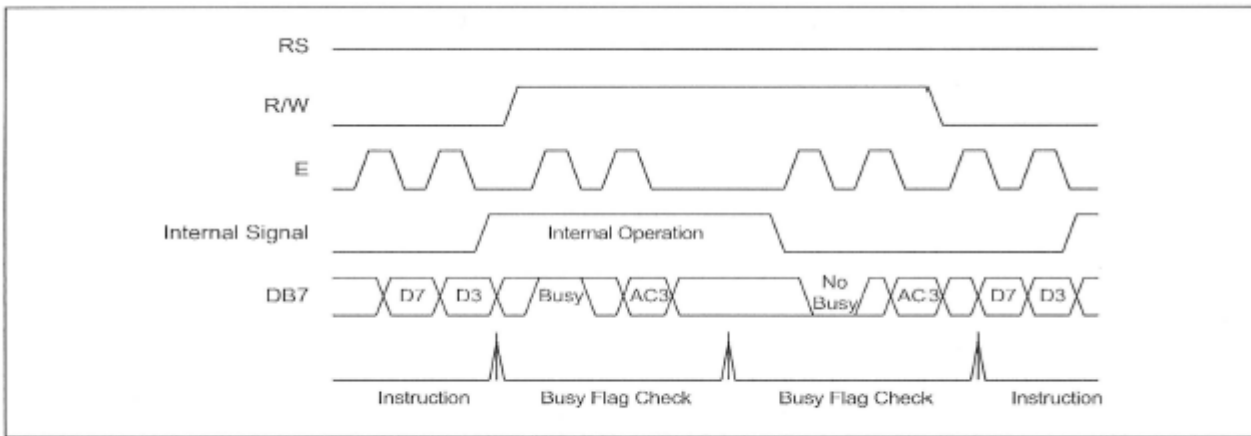 RS
R/W
E
Internal Signal
Internal Operation
DB7
D7
D3
Busy
AC3
No
Busy
AC3
D7
D3
Instruction
Busy Flag Check
Busy Flag Check
Instruction